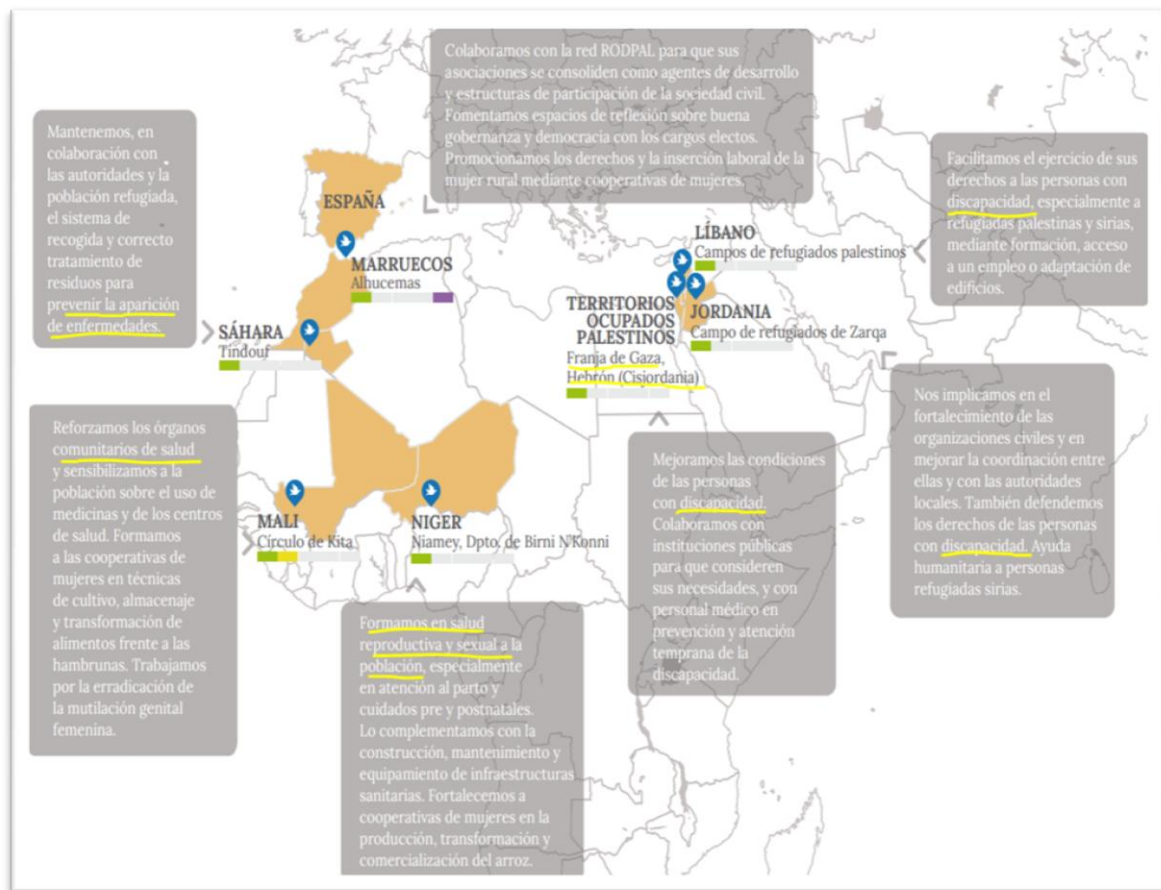 Colaboramos con la red RODPAL para que sus
asociaciones se consoliden como agentes de desarrollo
y estructuras de participación de la sociedad civil.
Fomentamos espacios de reflexión sobre buena
gobernanza y democracia con los cargos electos.
Promocionamos los derechos y la inserción laboral de la
mujer rural mediante cooperativas de mujeres.
Mantenemos, en
colaboración con
las autoridades y la
población refugiada,
el sistema de
recogida y correcto
tratamiento de
residuos para
prevenir la aparición
de enfermedades.
Facilitamos el ejercicio de sus
derechos a las personas con
discapacidad, especialmente a
refugiadas palestinas y sirias,
mediante formación, acceso
a un empleo o adaptación de
edificios.
ESPAÑA
MARRUECOS
Alhucemas
SÁHARA
Tindouf
LÍBANO
Campos de refugiados palestinos
TERRITORIOS
OCUPADOS
PALESTINOS
Franja de Gaza,
Hebrón (Cisjordania)
JORDANIA
Campo de refugiados de Zarqa
Reforzamos los órganos
comunitarios de salud
y sensibilizamos a la
población sobre el uso de
medicinas y de los centros
de salud. Formamos
a las cooperativas de
mujeres en técnicas
de cultivo, almacenaje
y transformación de
alimentos frente a las
hambrunas. Trabajamos
por la erradicación de
la mutilación genital
femenina.
MALI
Círculo de Kita
NIGER
Niamey, Dpto. de Birni N'Konni
Mejoramos las condiciones
de las personas
con discapacidad.
Colaboramos con
instituciones públicas
para que consideren
sus necesidades, y con
personal médico en
prevención y atención
temprana de la
discapacidad.
Nos implicamos en el
fortalecimiento de las
organizaciones civiles y en
mejorar la coordinación entre
ellas y con las autoridades
locales. También defendemos
los derechos de las personas
con discapacidad. Ayuda
humanitaria a personas
refugiadas sirias.
Formamos en salud
reproductiva y sexual a la
población, especialmente
en atención al parto y
cuidados pre y postnatales.
Lo complementamos con la
construcción, mantenimiento y
equipamiento de infraestructuras
sanitarias. Fortalecemos a
cooperativas de mujeres en la
producción, transformación y
comercialización del arroz.